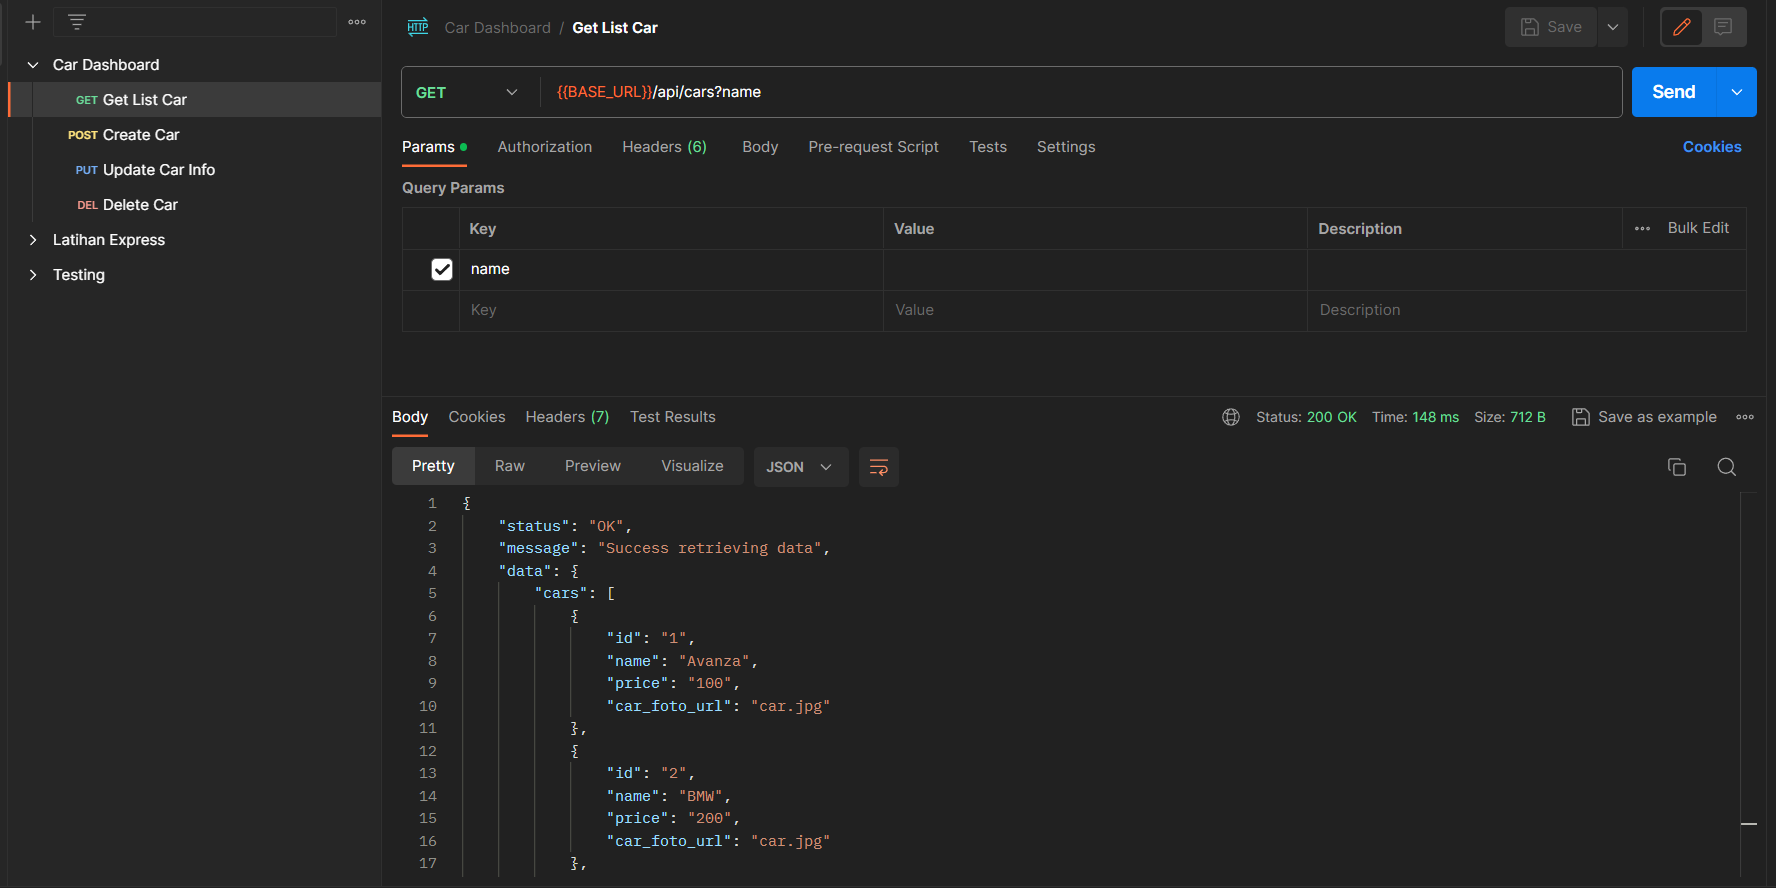 Car Dashboard
GET Get List Car
POST Create Car
PUT Update Car Info
DEL Delete Car
Latihan Express
Testing
HTTP Car Dashboard / Get List Car
Save
GET {{BASE_URL}}/api/cars?name
Send
Params Authorization Headers (6) Body Pre-request Script Tests Settings Cookies
Query Params
Key Value Description Bulk Edit
name
Key Value Description
Body Cookies Headers (7) Test Results Status: 200 OK Time: 148 ms Size: 712 B Save as example
Pretty Raw Preview Visualize JSON
1 {
2 "status": "OK",
3 "message": "Success retrieving data",
4 "data": {
5 "cars": [
6 {
7 "id": "1",
8 "name": "Avanza",
9 "price": "100",
10 "car_foto_url": "car.jpg"
11 },
12 {
13 "id": "2",
14 "name": "BMW",
15 "price": "200",
16 "car_foto_url": "car.jpg"
17 },